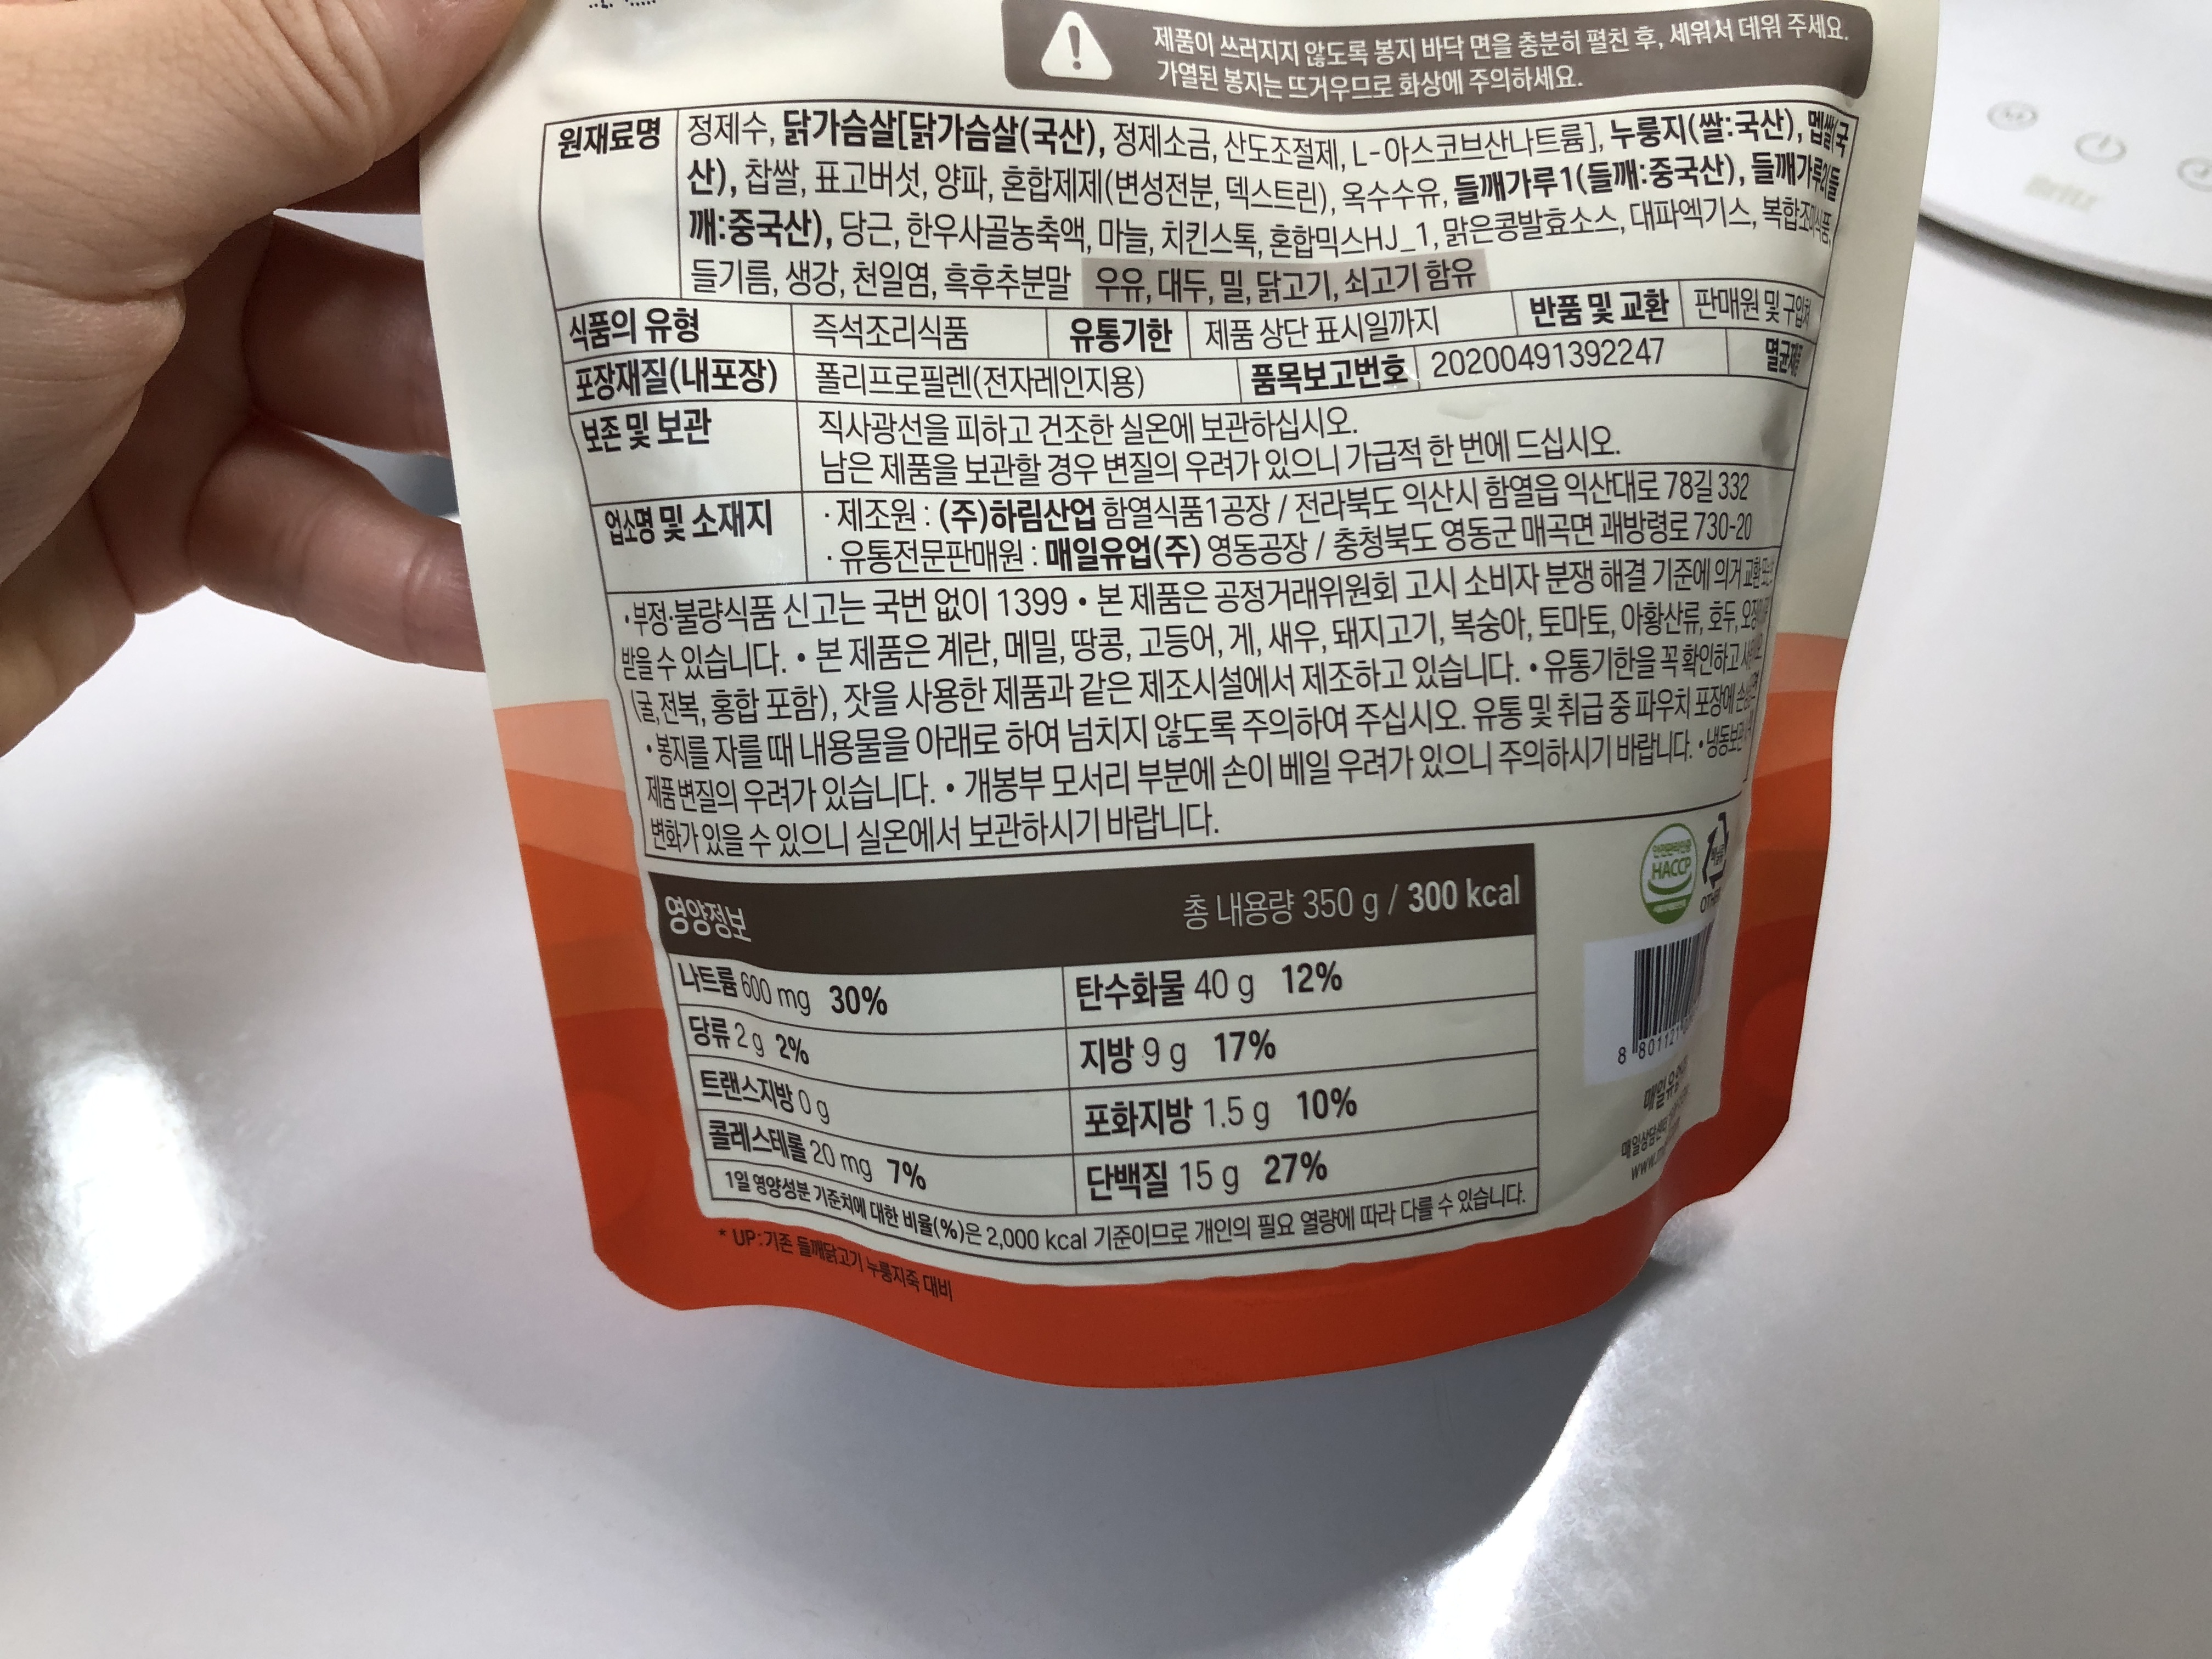 제품이 쓰러지지 않도록 봉지 바닥 면을 충분히 펼친 후, 세워서 데워 주세요.
가열된 봉지는 뜨거우므로 화상에 주의하세요.
원재료명 정제수, 닭가슴살[닭가슴살(국산), 정제소금, 산도조절제, L-아스코브산나트륨], 누룽지(쌀:국산), 멥쌀(국
산), 찹쌀, 표고버섯, 양파, 혼합제제(변성전분, 덱스트린), 옥수수유, 들깨가루1(들깨:중국산), 들깨가루2(들
깨:중국산), 당근, 한우사골농축액, 마늘, 치킨스톡, 혼합믹스HJ_1, 맑은콩발효소스, 대파엑기스, 복합조미식품,
들기름, 생강, 천일염, 흑후추분말 우유, 대두, 밀, 닭고기, 쇠고기 함유
식품의 유형 즉석조리식품 유통기한 제품 상단 표시일까지 반품 및 교환 판매원 및 구입처
포장재질(내포장) 폴리프로필렌(전자레인지용) 품목보고번호 20200491392247 멸균제품
보존 및 보관 직사광선을 피하고 건조한 실온에 보관하십시오.
남은 제품을 보관할 경우 변질의 우려가 있으니 가급적 한 번에 드십시오.
업소명 및 소재지 · 제조원 : (주)하림산업 함열식품1공장 / 전라북도 익산시 함열읍 익산대로 78길 332
· 유통전문판매원 : 매일유업(주) 영동공장 / 충청북도 영동군 매곡면 괘방령로 730-20
• 부정·불량식품 신고는 국번 없이 1399 • 본 제품은 공정거래위원회 고시 소비자 분쟁 해결 기준에 의거 교환 또는
받을 수 있습니다. • 본 제품은 계란, 메밀, 땅콩, 고등어, 게, 새우, 돼지고기, 복숭아, 토마토, 아황산류, 호두,
(굴, 전복, 홍합 포함), 잣을 사용한 제품과 같은 제조시설에서 제조하고 있습니다. • 유통기한을 꼭 확인하고
• 봉지를 자를 때 내용물을 아래로 하여 넘치지 않도록 주의하여 주십시오. 유통 및 취급 중 파우치 포장에
제품 변질의 우려가 있습니다. • 개봉부 모서리 부분에 손이 베일 우려가 있으니 주의하시기 바랍니다. •
변화가 있을 수 있으니 실온에서 보관하시기 바랍니다.
HACCP
영양정보 총 내용량 350 g / 300 kcal
나트륨 600 mg 30% 탄수화물 40 g 12%
당류 2 g 2% 지방 9 g 17%
트랜스지방 0 g 포화지방 1.5 g 10%
콜레스테롤 20 mg 7% 단백질 15 g 27%
1일 영양성분 기준치에 대한 비율(%)은 2,000 kcal 기준이므로 개인의 필요 열량에 따라 다를 수 있습니다.
* UP : 기존 들깨닭고기 누룽지죽 대비
8 801121